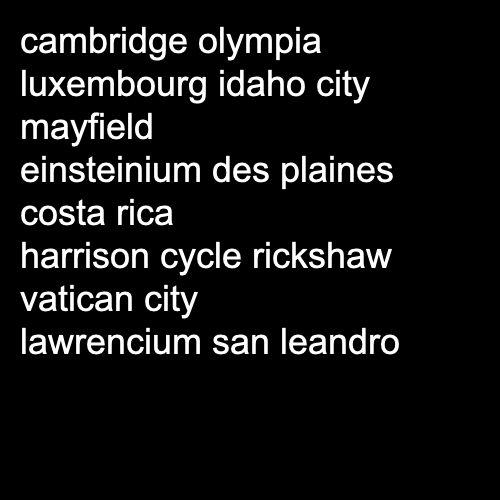 cambridge olympia
luxembourg idaho city
mayfield
einsteinium des plaines
costa rica
harrison cycle rickshaw
vatican city
lawrencium san leandro